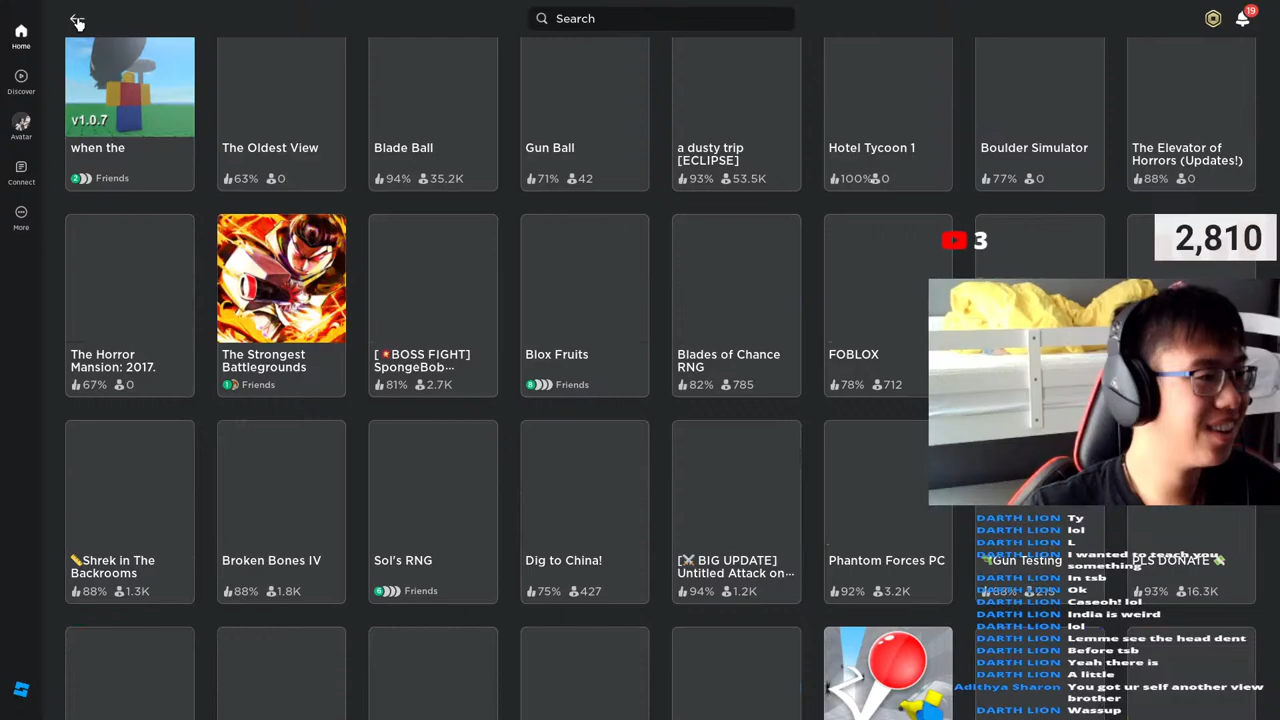 Search
19
Home
Discover
Avatar
Connect
More
v1.0.7
when the
2 Friends
The Oldest View
63% 0
Blade Ball
94% 35.2K
Gun Ball
71% 42
a dusty trip
[ECLIPSE]
93% 53.5K
Hotel Tycoon 1
100% 0
Boulder Simulator
77% 0
The Elevator of
Horrors (Updates!)
88% 0
The Horror
Mansion: 2017.
67% 0
The Strongest
Battlegrounds
1 Friends
[💥BOSS FIGHT]
SpongeBob...
81% 2.7K
Blox Fruits
8 Friends
Blades of Chance
RNG
82% 785
FOBLOX
78% 712
3
2,810
✏️Shrek in The
Backrooms
88% 1.3K
Broken Bones IV
88% 1.8K
Sol's RNG
6 Friends
Dig to China!
75% 427
[⚔️ BIG UPDATE]
Untitled Attack on...
94% 1.2K
Phantom Forces PC
92% 3.2K
🔫Gun Testing
PLS DONATE 💸
93% 16.3K
DARTH LION Ty
DARTH LION lol
DARTH LION L
DARTH LION I wanted to teach you
something
DARTH LION In tsb
DARTH LION Ok
DARTH LION Caseoh! lol
DARTH LION India is weird
DARTH LION lol
DARTH LION Lemme see the head dent
DARTH LION Before tsb
DARTH LION Yeah there is
DARTH LION A little
Adithya Sharon You got ur self another view
brother
DARTH LION Wassup